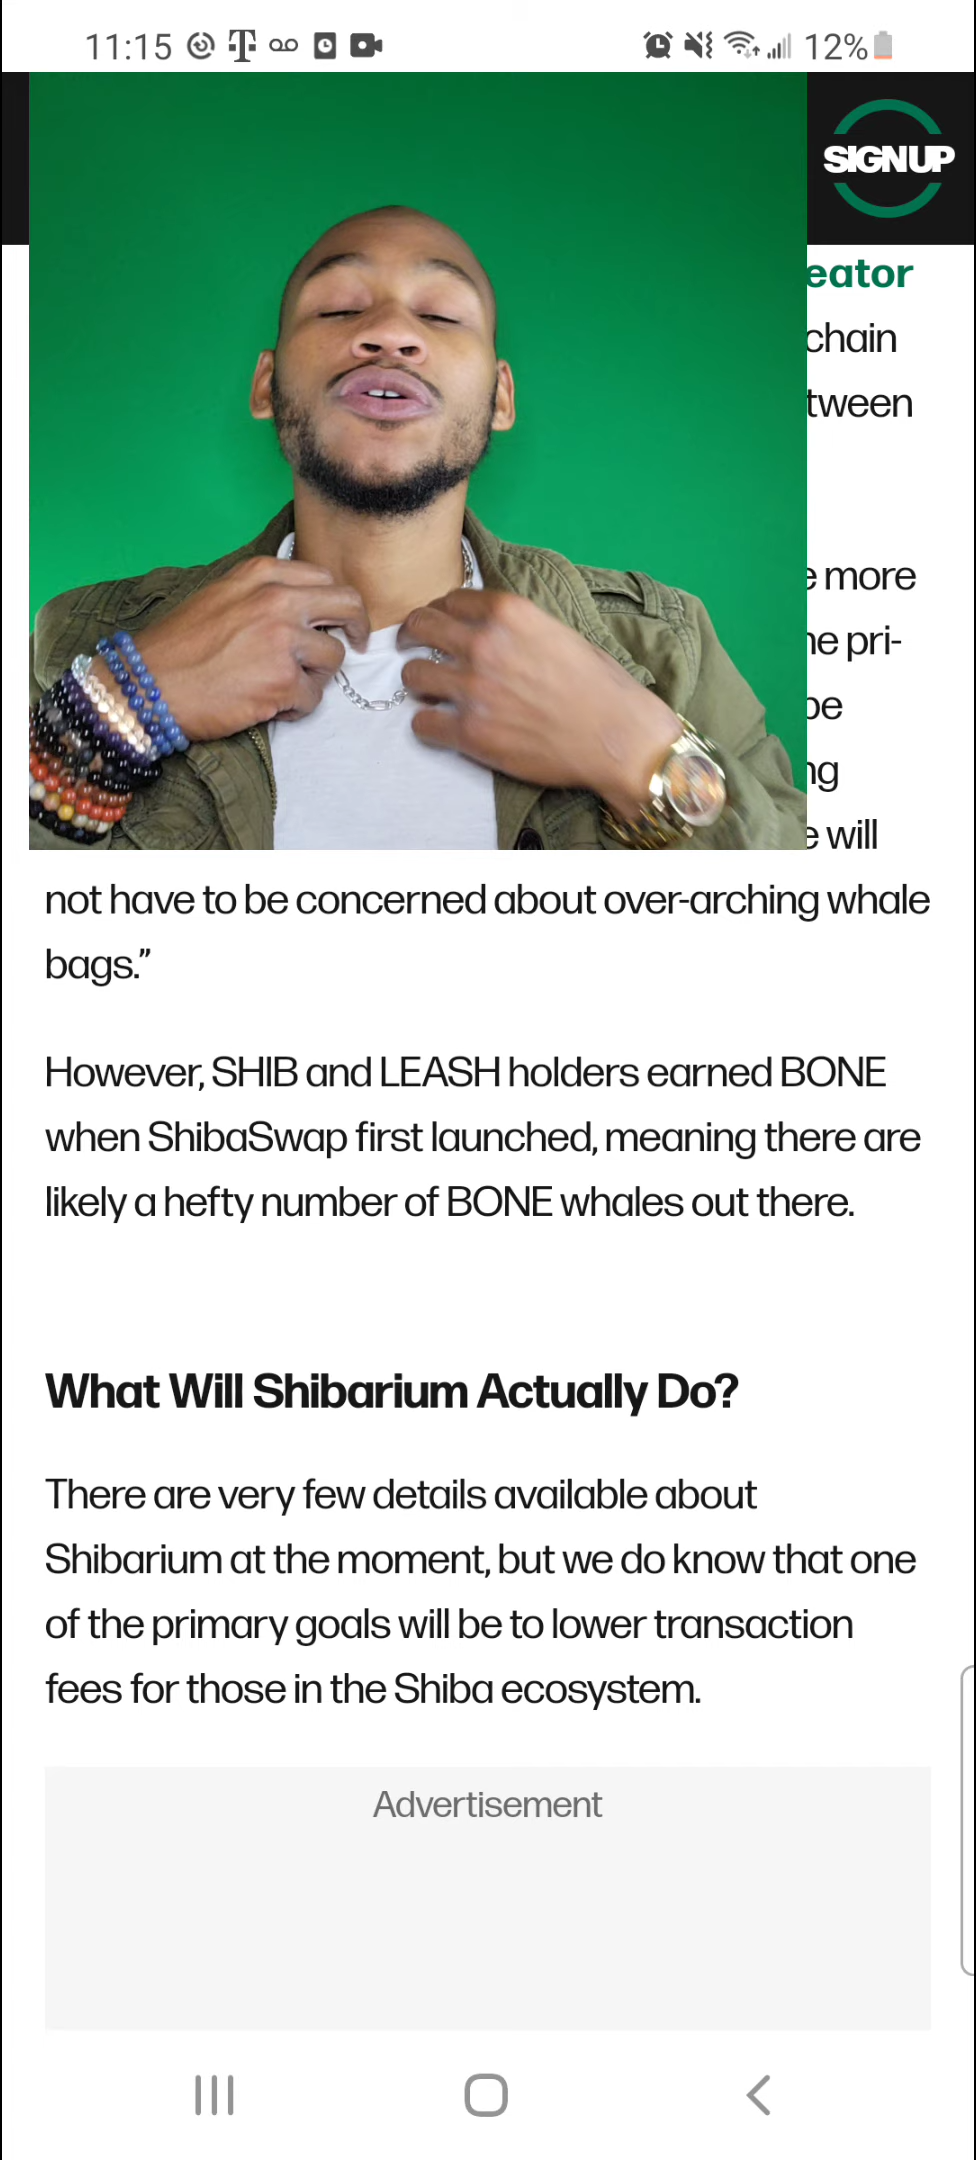 11:15
12%
SIGNUP
eator
chain
tween
more
pri-
will
not have to be concerned about over-arching whale
bags.”
However, SHIB and LEASH holders earned BONE
when ShibaSwap first launched, meaning there are
likely a hefty number of BONE whales out there.
What Will Shibarium Actually Do?
There are very few details available about
Shibarium at the moment, but we do know that one
of the primary goals will be to lower transaction
fees for those in the Shiba ecosystem.
Advertisement